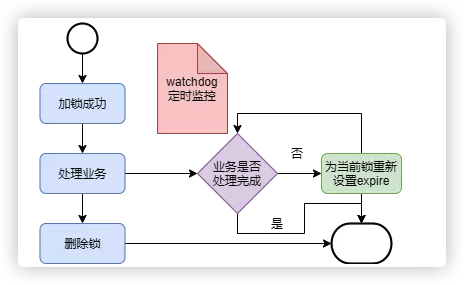 watchdog
定时监控
加锁成功
处理业务
业务是否
处理完成
否
为当前锁重新
设置expire
是
删除锁